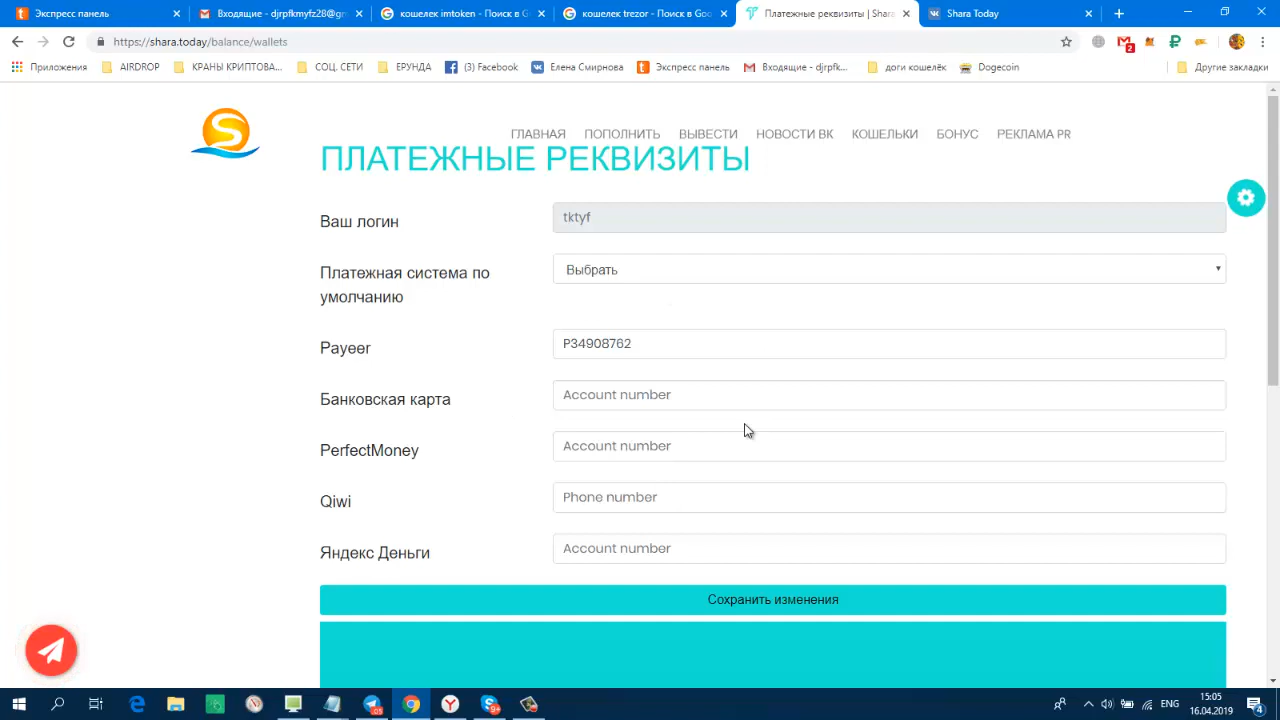 Экспресс панель
Входящие - djrpfkmyfz28@gm
кошелек imtoken - Поиск в G
кошелек trezor - Поиск в Goo
Платежные реквизиты | Shara
Shara Today
https://shara.today/balance/wallets
2
Приложения
AIRDROP
КРАНЫ КРИПТОВА...
СОЦ. СЕТИ
ЕРУНДА
(3) Facebook
Елена Смирнова
Экспресс панель
Входящие - djrpfk...
доги кошелёк
Dogecoin
Другие закладки
S
ГЛАВНАЯ
ПОПОЛНИТЬ
ВЫВЕСТИ
НОВОСТИ ВК
КОШЕЛЬКИ
БОНУС
РЕКЛАМА PR
ПЛАТЕЖНЫЕ РЕКВИЗИТЫ
Ваш логин
tktyf
Платежная система по
умолчанию
Выбрать
Payeer
P34908762
Банковская карта
Account number
PerfectMoney
Account number
Qiwi
Phone number
Яндекс Деньги
Account number
Сохранить изменения
ENG
15:05
16.04.2019
4